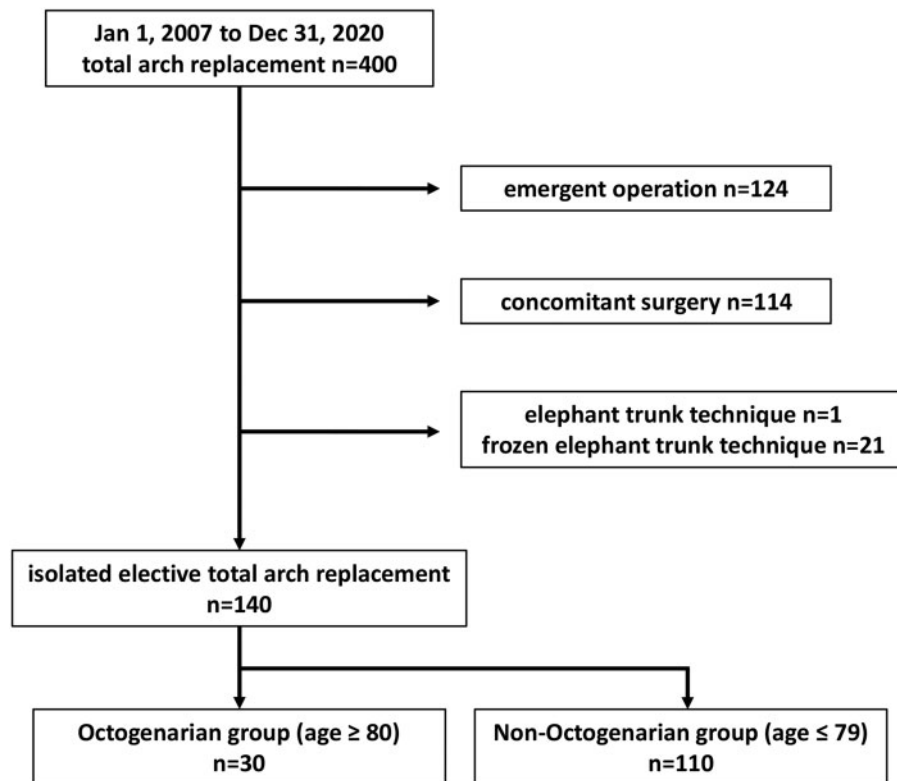 Jan 1, 2007 to Dec 31, 2020
total arch replacement n=400
emergent operation n=124
concomitant surgery n=114
elephant trunk technique n=1
frozen elephant trunk technique n=21
isolated elective total arch replacement
n=140
Octogenarian group (age ≥ 80)
n=30
Non-Octogenarian group (age ≤ 79)
n=110